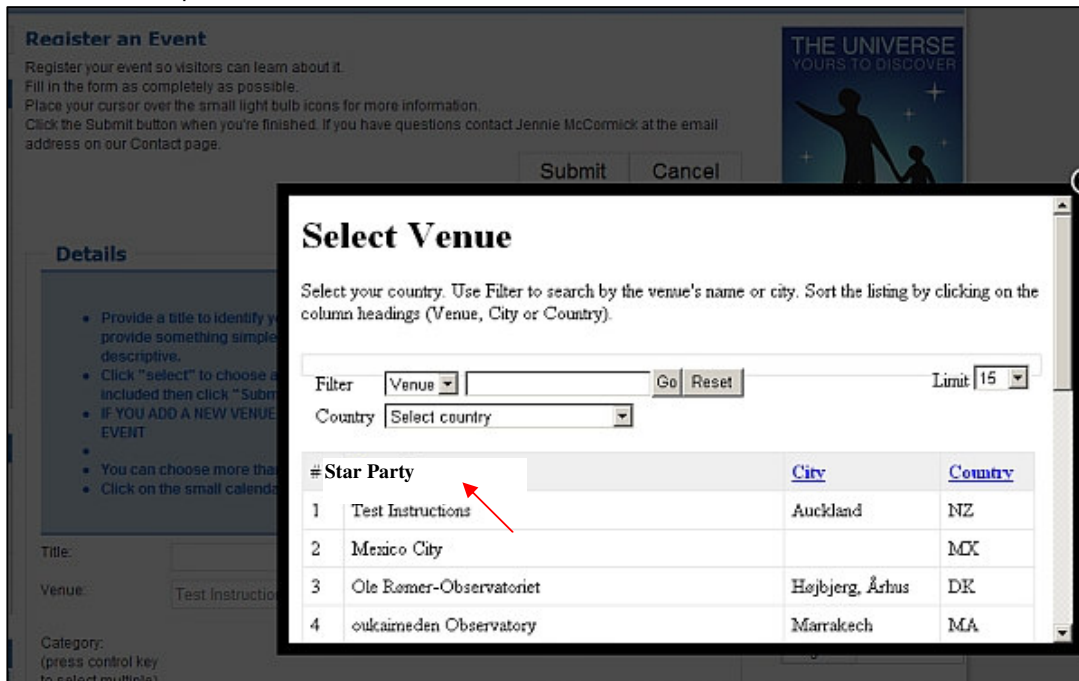 Register an Event
Register your event so visitors can learn about it.
Fill in the form as completely as possible.
Place your cursor over the small light bulb icons for more information.
Click the Submit button when you're finished. If you have questions contact Jennie McCormick at the email
address on our Contact page.
Submit Cancel
THE UNIVERSE
YOURS TO DISCOVER
Details
Provide a title to identify
provide something simple
descriptive.
Click "select" to choose a
included then click
IF YOU ADD A NEW VENUE
EVENT
You can choose more
Click on the small
Title:
Venue: Test
Category:
(press control key
to select multiple)
Select Venue
Select your country. Use Filter to search by the venue's name or city. Sort the listing by clicking on the
column headings (Venue, City or Country).
Filter Venue Go Reset Limit 15
Country Select country
# Star Party City Country
1 Test Instructions Auckland NZ
2 Mexico City MX
3 Ole Rømer-Observatoriet Højbjerg, Århus DK
4 oukaimeden Observatory Marrakech MA